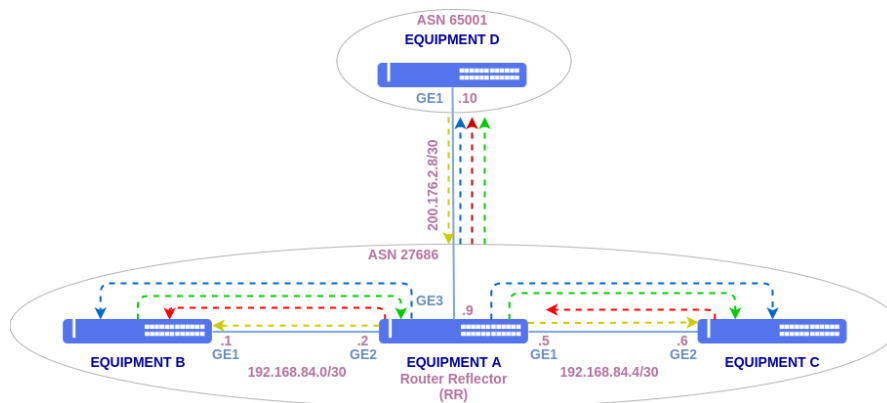 ASN 65001
EQUIPMENT D
GE1
.10
200.176.2.8/30
ASN 27686
GE3
.9
.1
GE1
.2
GE2
.5
GE1
.6
GE2
EQUIPMENT B
EQUIPMENT A
EQUIPMENT C
192.168.84.0/30
Router Reflector
(RR)
192.168.84.4/30